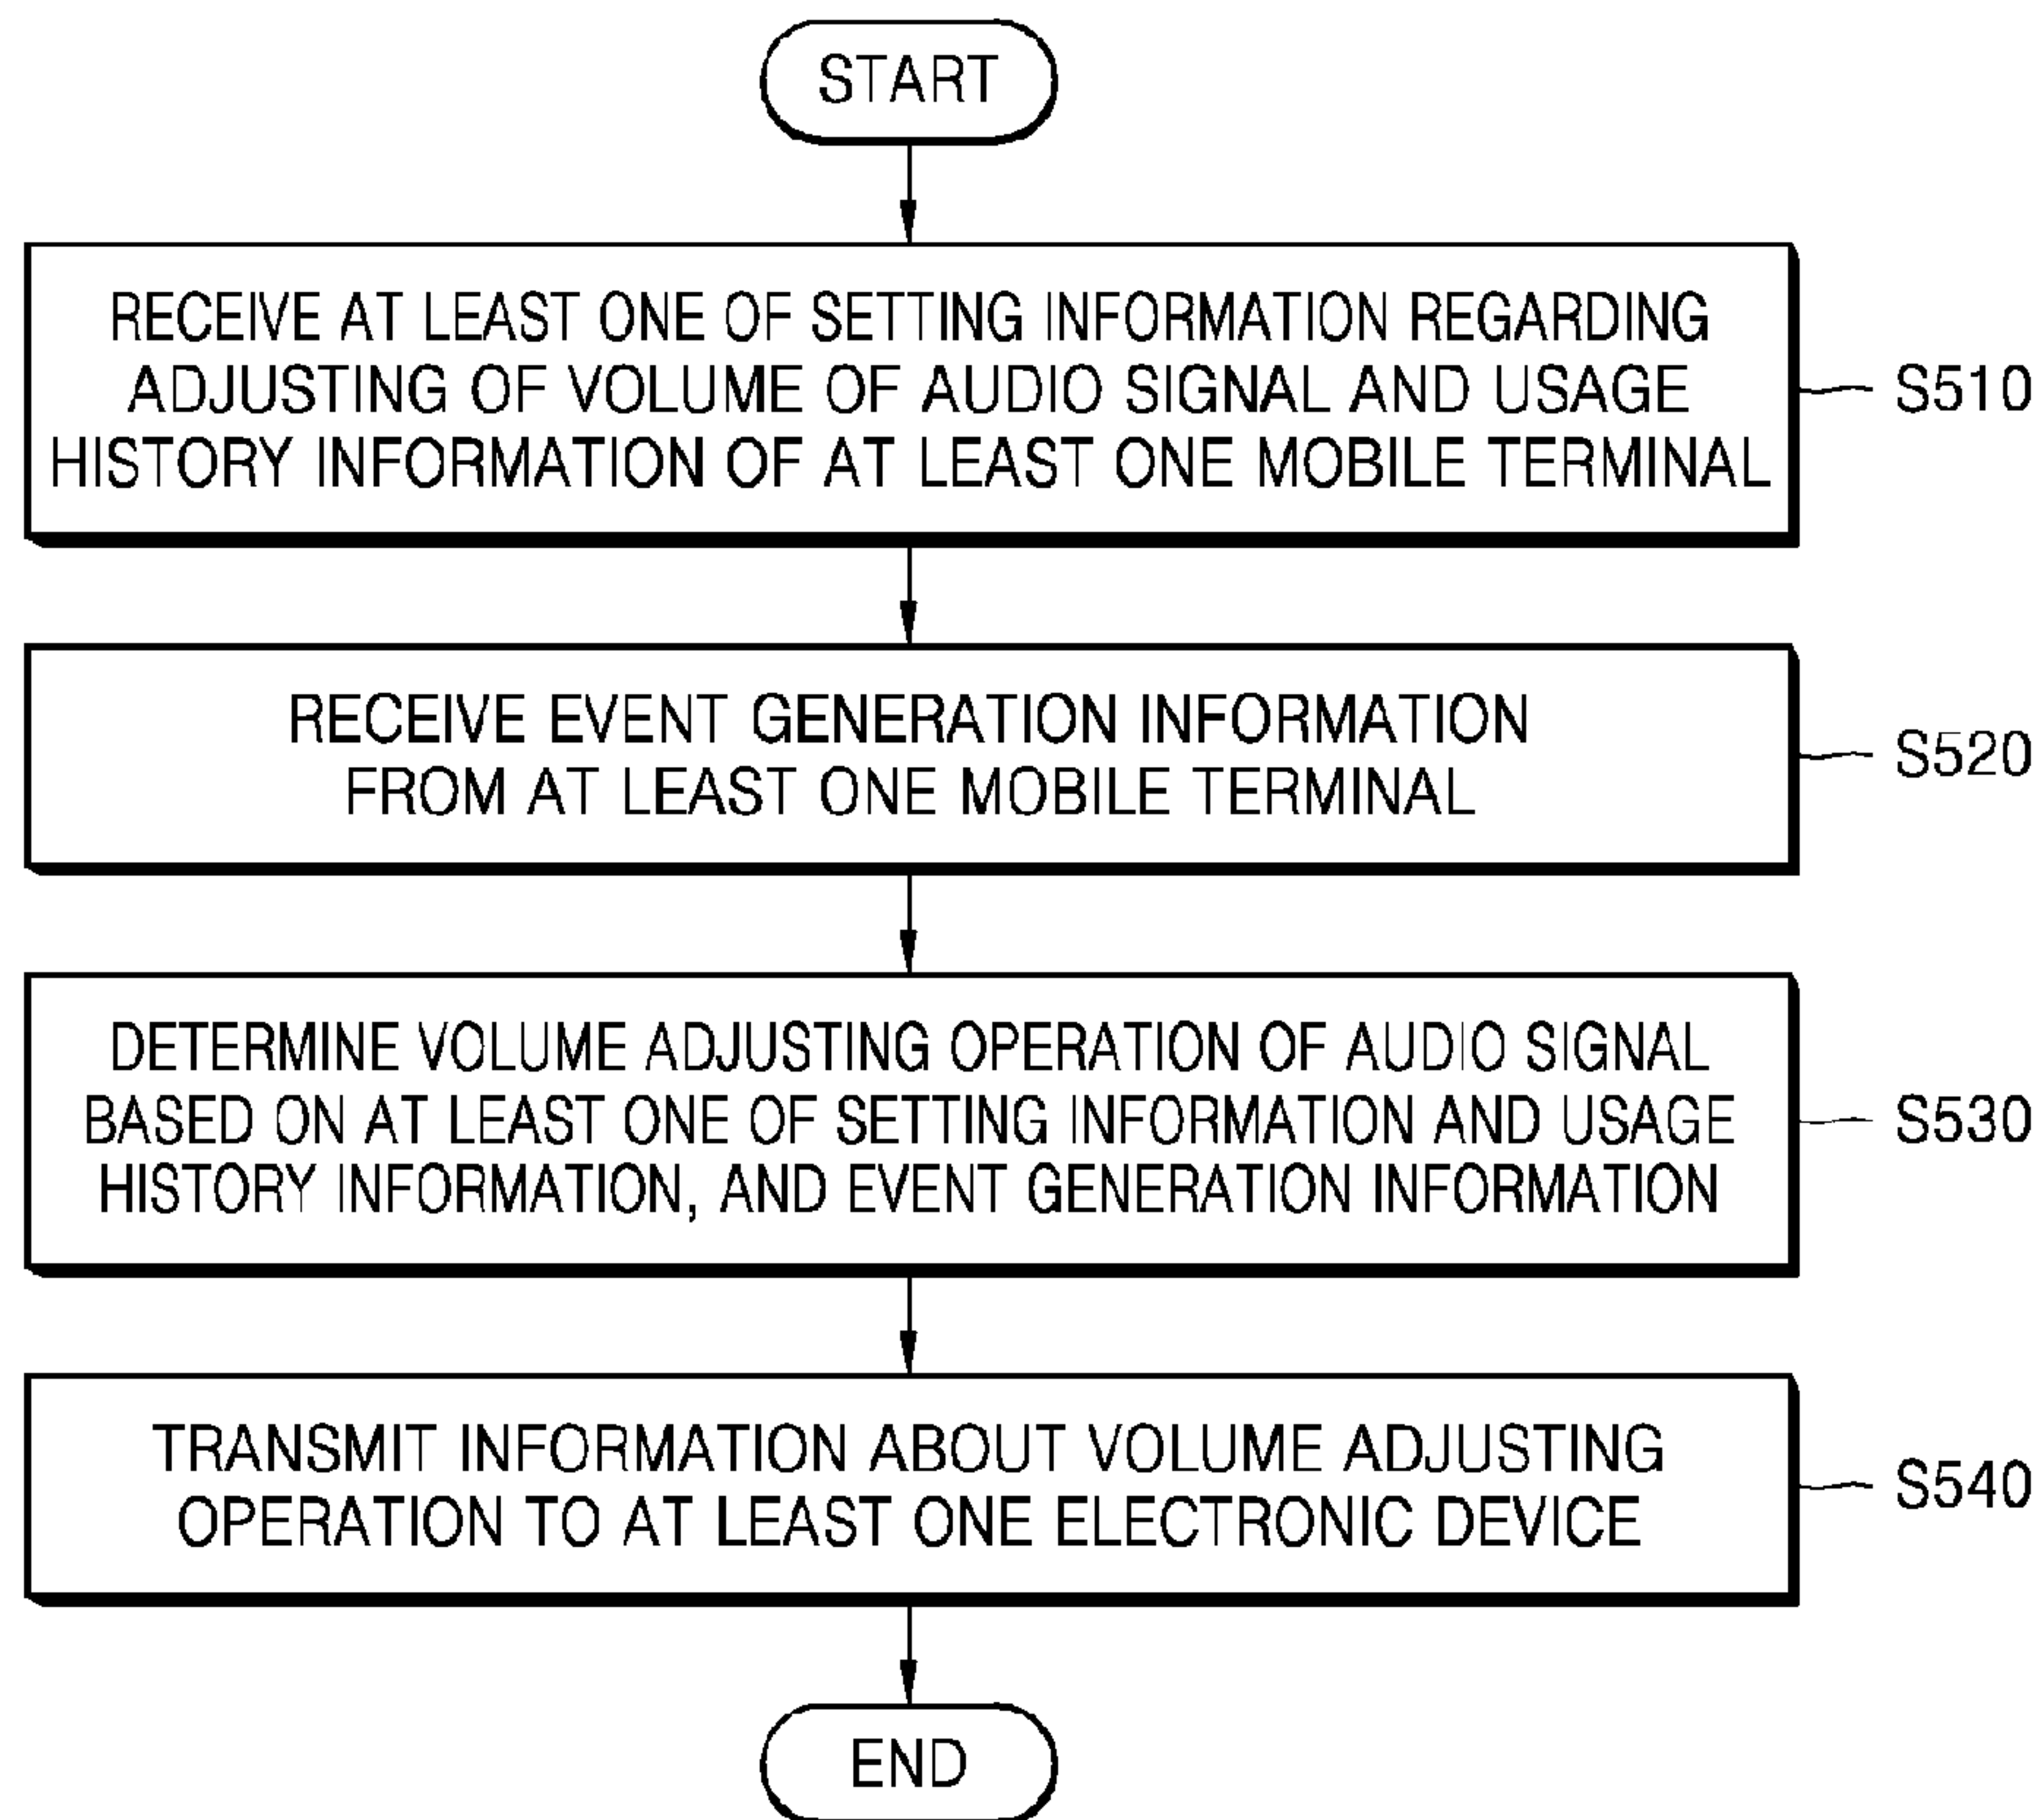 START
RECEIVE AT LEAST ONE OF SETTING INFORMATION REGARDING
ADJUSTING OF VOLUME OF AUDIO SIGNAL AND USAGE
HISTORY INFORMATION OF AT LEAST ONE MOBILE TERMINAL
S510
RECEIVE EVENT GENERATION INFORMATION
FROM AT LEAST ONE MOBILE TERMINAL
S520
DETERMINE VOLUME ADJUSTING OPERATION OF AUDIO SIGNAL
BASED ON AT LEAST ONE OF SETTING INFORMATION AND USAGE
HISTORY INFORMATION, AND EVENT GENERATION INFORMATION
S530
TRANSMIT INFORMATION ABOUT VOLUME ADJUSTING
OPERATION TO AT LEAST ONE ELECTRONIC DEVICE
S540
END